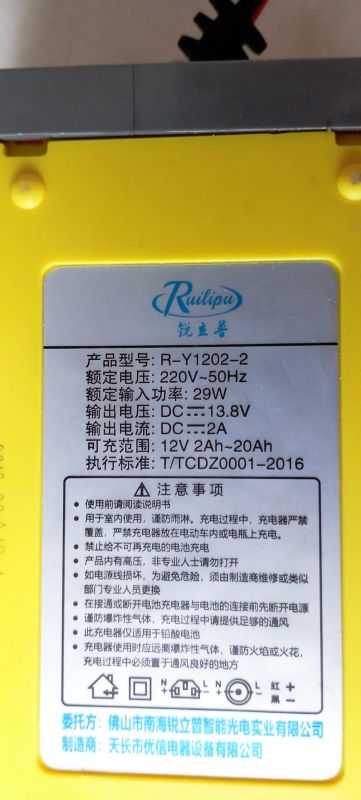 Ruilipu
锐立普
产品型号: R-Y1202-2
额定电压: 220V~50Hz
额定输入功率: 29W
输出电压: DC⎓13.8V
输出电流: DC⎓2A
可充范围: 12V 2Ah~20Ah
执行标准: T/TCDZ0001-2016
⚠ 注意事项
● 使用前请阅读说明书
● 用于室内使用，谨防雨淋。充电过程中，充电器严禁
覆盖，严禁充电器放在电动车内或电瓶上充电。
● 禁止给不可再充电的电池充电
● 产品内有高压，非专业人士请勿打开
● 如电源线损坏，为避免危险，须由制造商维修或类似
部门专业人员更换
● 在接通或断开电池充电器与电池的连接前先断开电源
● 谨防爆炸性气体，充电过程中请提供足够的通风
● 此充电器仅适用于铅酸电池
● 充电器使用时应远离爆炸性气体，谨防火焰或火花，
充电过程中必须置于通风良好的地方
N L N L 红 +
黑 −
委托方: 佛山市南海锐立普智能光电实业有限公司
制造商: 天长市优信电器设备有限公司